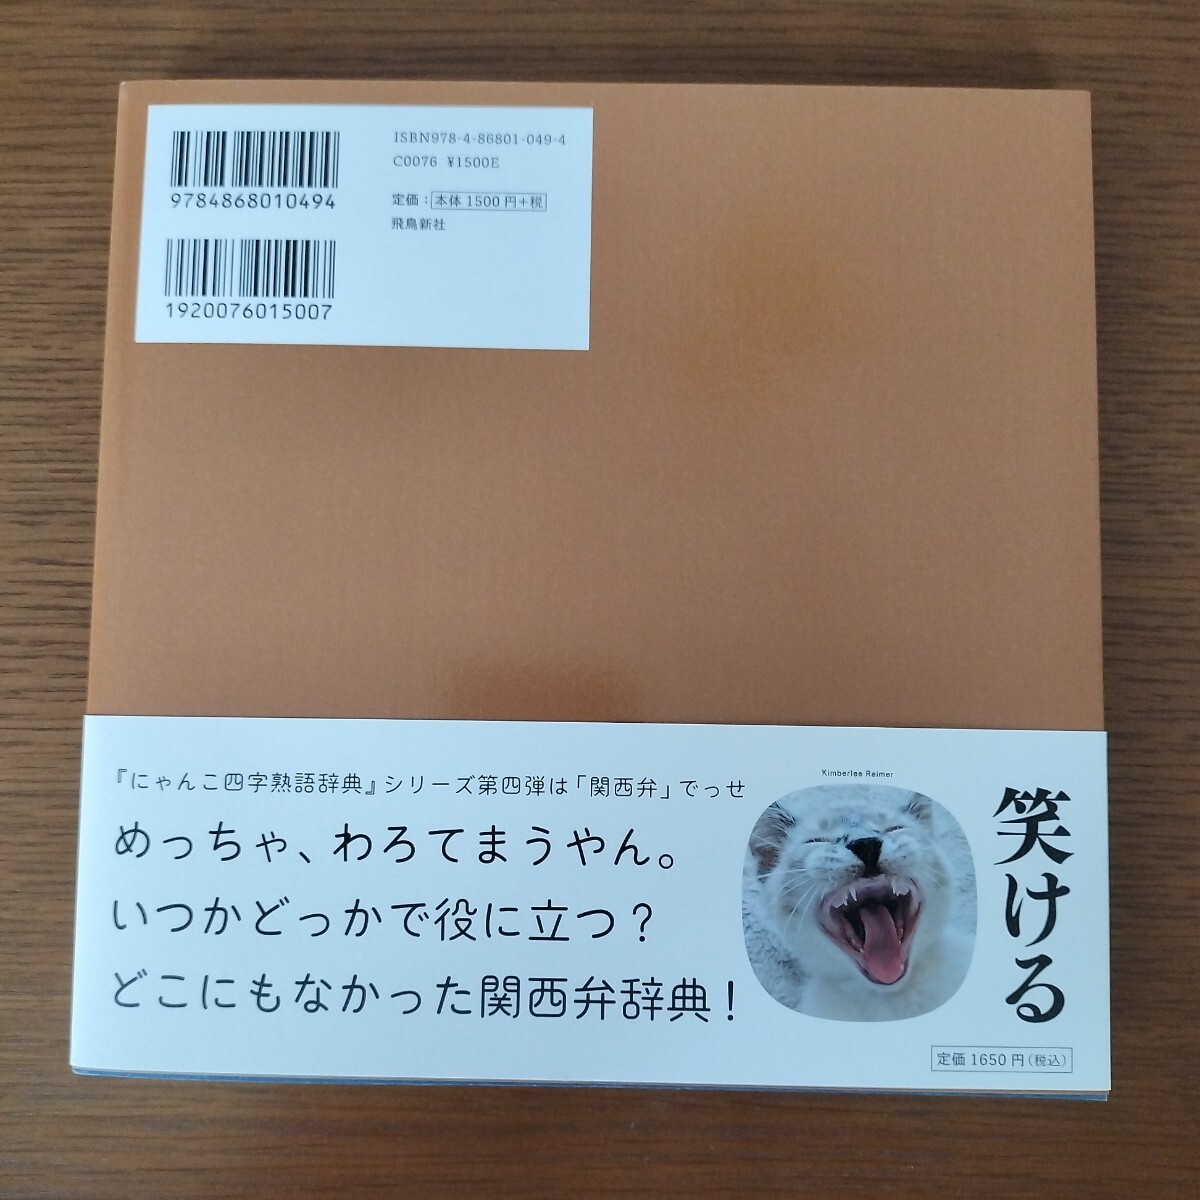 ISBN978-4-86801-049-4
C0076 ¥1500E
定価：本体 1500 円+税
飛鳥新社
9784868010494
1920076015007
『にゃんこ四字熟語辞典』シリーズ第四弾は「関西弁」でっせ
めっちゃ、わろてまうやん。
いつかどっかで役に立つ？
どこにもなかった関西弁辞典！
Kimberlee Reimer
笑ける
定価 1650 円（税込）